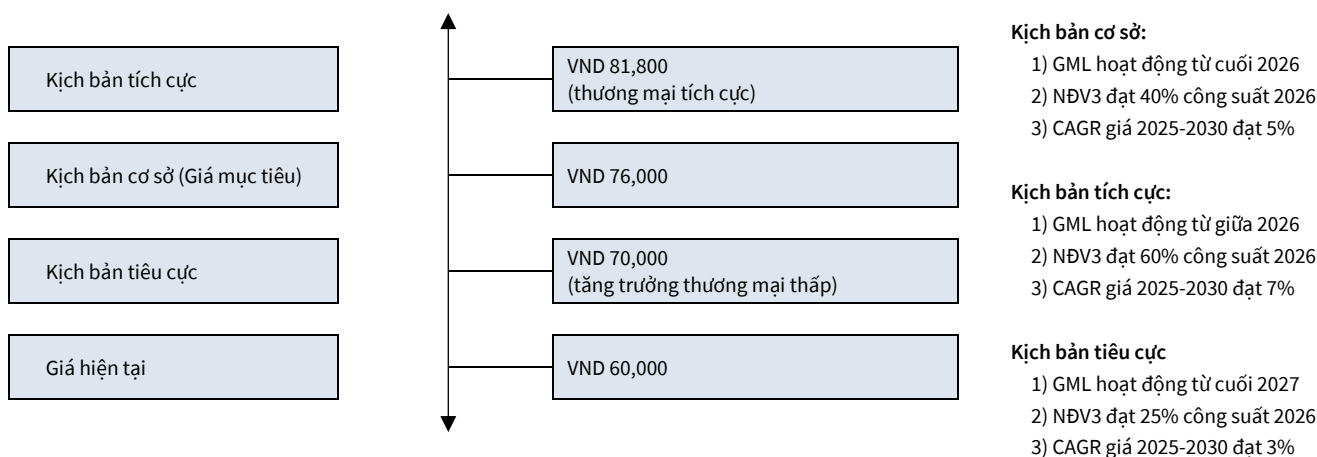 Kịch bản tích cực
VND 81,800
(thương mại tích cực)
Kịch bản cơ sở (Giá mục tiêu)
VND 76,000
Kịch bản tiêu cực
VND 70,000
(tăng trưởng thương mại thấp)
Giá hiện tại
VND 60,000
Kịch bản cơ sở:
1) GML hoạt động từ cuối 2026
2) NĐV3 đạt 40% công suất 2026
3) CAGR giá 2025-2030 đạt 5%
Kịch bản tích cực:
1) GML hoạt động từ giữa 2026
2) NĐV3 đạt 60% công suất 2026
3) CAGR giá 2025-2030 đạt 7%
Kịch bản tiêu cực
1) GML hoạt động từ cuối 2027
2) NĐV3 đạt 25% công suất 2026
3) CAGR giá 2025-2030 đạt 3%